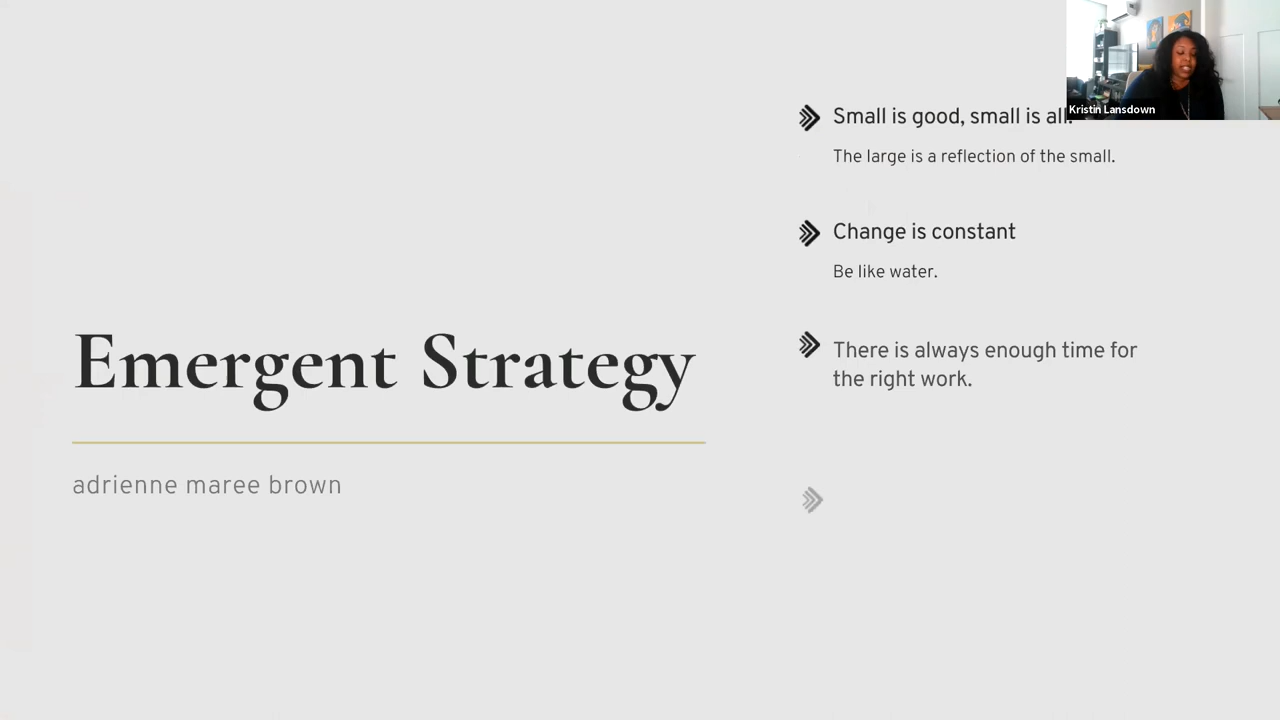 Emergent Strategy
adrienne maree brown
Small is good, small is all.
The large is a reflection of the small.
Change is constant
Be like water.
There is always enough time for
the right work.
Kristin Lansdown